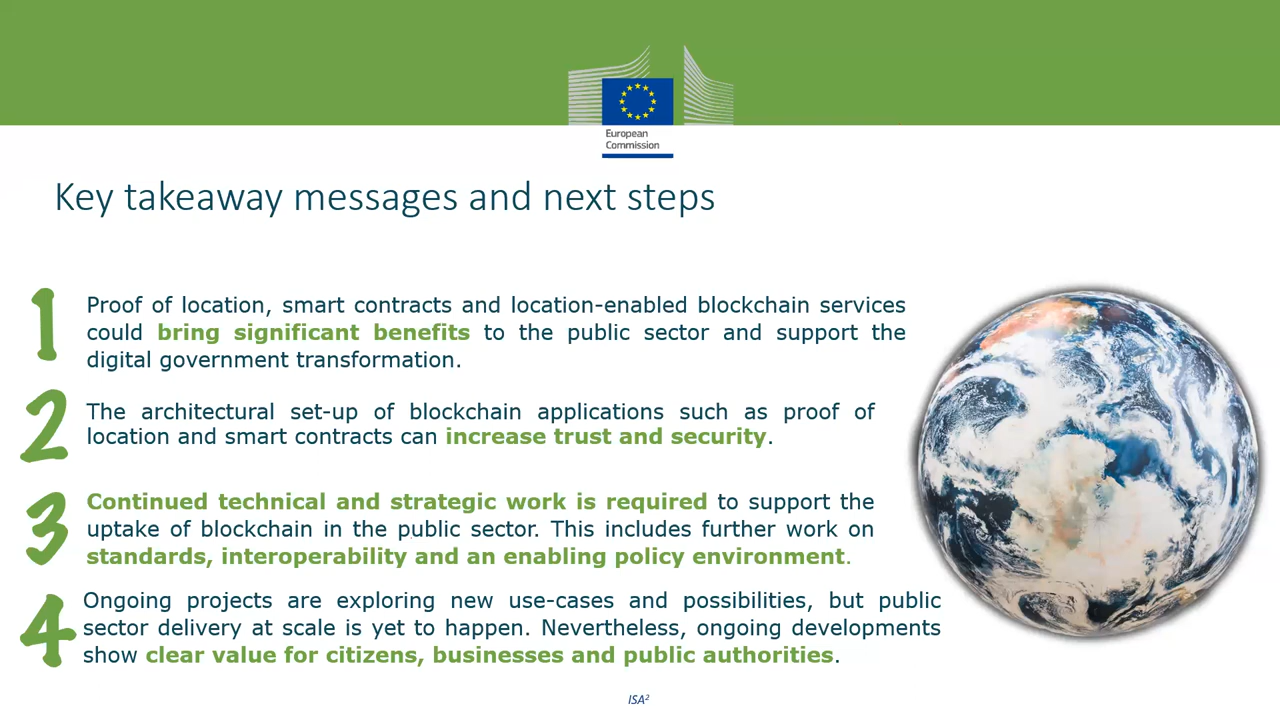 European
Commission
Key takeaway messages and next steps
1
Proof of location, smart contracts and location-enabled blockchain services
could bring significant benefits to the public sector and support the
digital government transformation.
2
The architectural set-up of blockchain applications such as proof of
location and smart contracts can increase trust and security.
3
Continued technical and strategic work is required to support the
uptake of blockchain in the public sector. This includes further work on
standards, interoperability and an enabling policy environment.
4
Ongoing projects are exploring new use-cases and possibilities, but public
sector delivery at scale is yet to happen. Nevertheless, ongoing developments
show clear value for citizens, businesses and public authorities.
ISA²